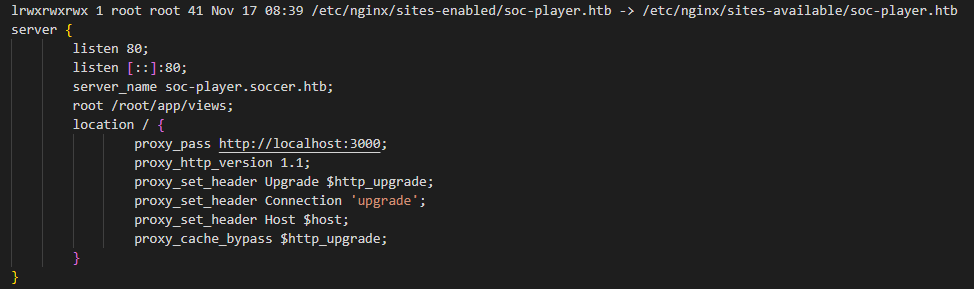 lrwxrwxrwx 1 root root 41 Nov 17 08:39 /etc/nginx/sites-enabled/soc-player.htb -> /etc/nginx/sites-available/soc-player.htb
server {
        listen 80;
        listen [::]:80;
        server_name soc-player.soccer.htb;
        root /root/app/views;
        location / {
                proxy_pass http://localhost:3000;
                proxy_http_version 1.1;
                proxy_set_header Upgrade $http_upgrade;
                proxy_set_header Connection 'upgrade';
                proxy_set_header Host $host;
                proxy_cache_bypass $http_upgrade;
        }
}